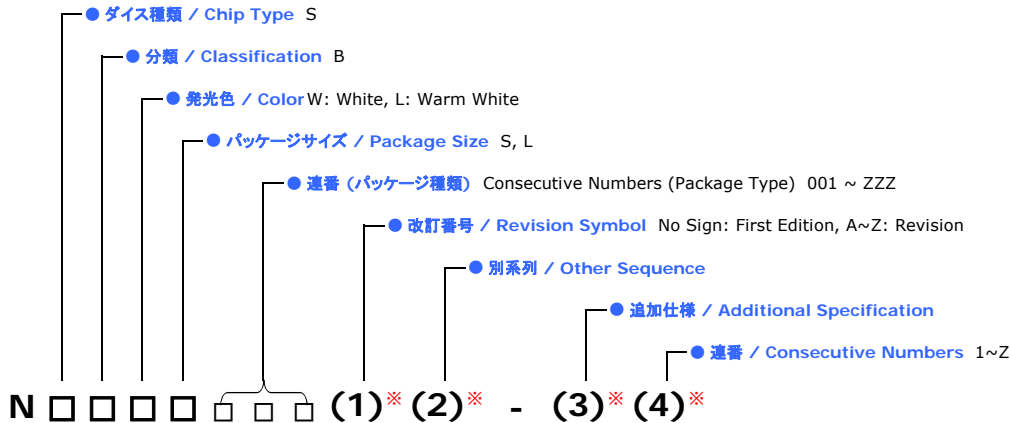 ● ダイス種類 / Chip Type S
● 分類 / Classification B
● 発光色 / Color W: White, L: Warm White
● パッケージサイズ / Package Size S, L
● 連番 (パッケージ種類) Consecutive Numbers (Package Type) 001 ~ ZZZ
● 改訂番号 / Revision Symbol No Sign: First Edition, A~Z: Revision
● 別系列 / Other Sequence
● 追加仕様 / Additional Specification
● 連番 / Consecutive Numbers 1~Z
N □ □ □ □ □ □ □ (1)※ (2)※ - (3)※ (4)※